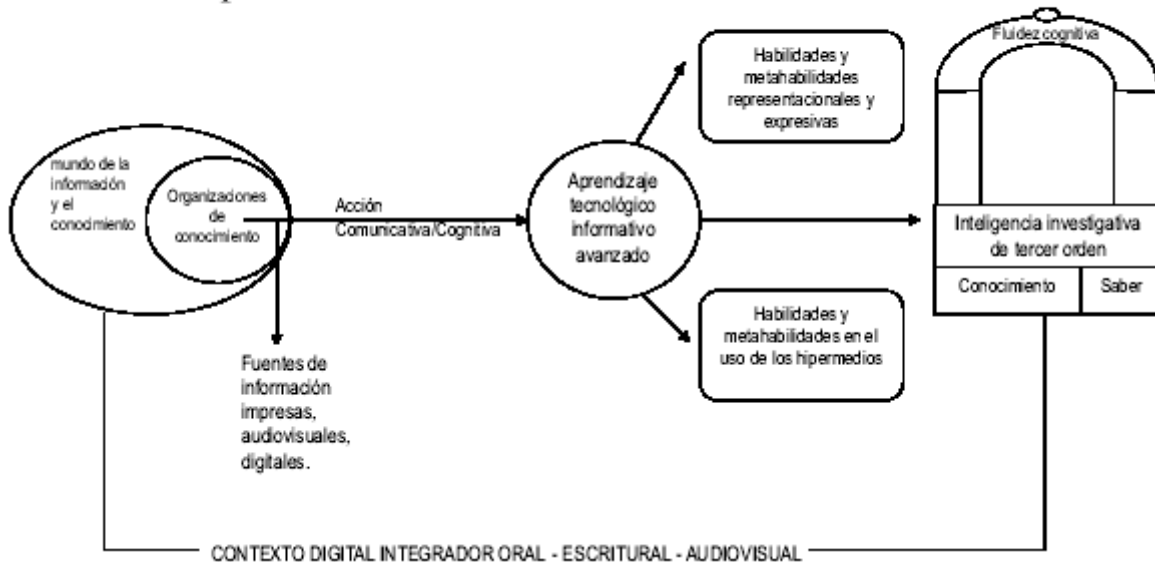 mundo de la
información
y el
conocimiento
Organizaciones
de
conocimiento
Acción
Comunicativa/Cognitiva
Fuentes de
información
impresas,
audiovisuales,
digitales.
Aprendizaje
tecnológico
informativo
avanzado
Habilidades y
metahabilidades
representacionales y
expresivas
Habilidades y
metahabilidades en el
uso de los hipermedios
Fluidez cognitiva
Inteligencia investigativa
de tercer orden
Conocimiento
Saber
CONTEXTO DIGITAL INTEGRADOR ORAL - ESCRITURAL - AUDIOVISUAL